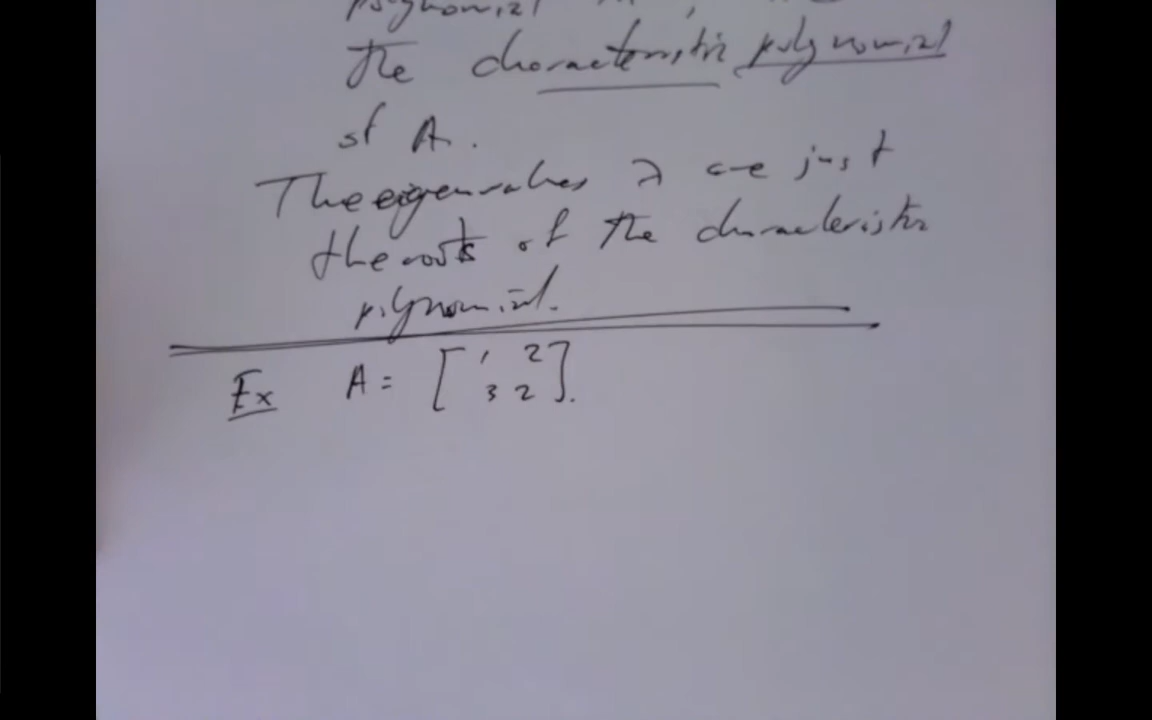 polynomial
the characteristic polynomial
of A.
The eigenvalues λ are just
the roots of the characteristic
polynomial.
Ex A = [ 1 2
3 2 ].